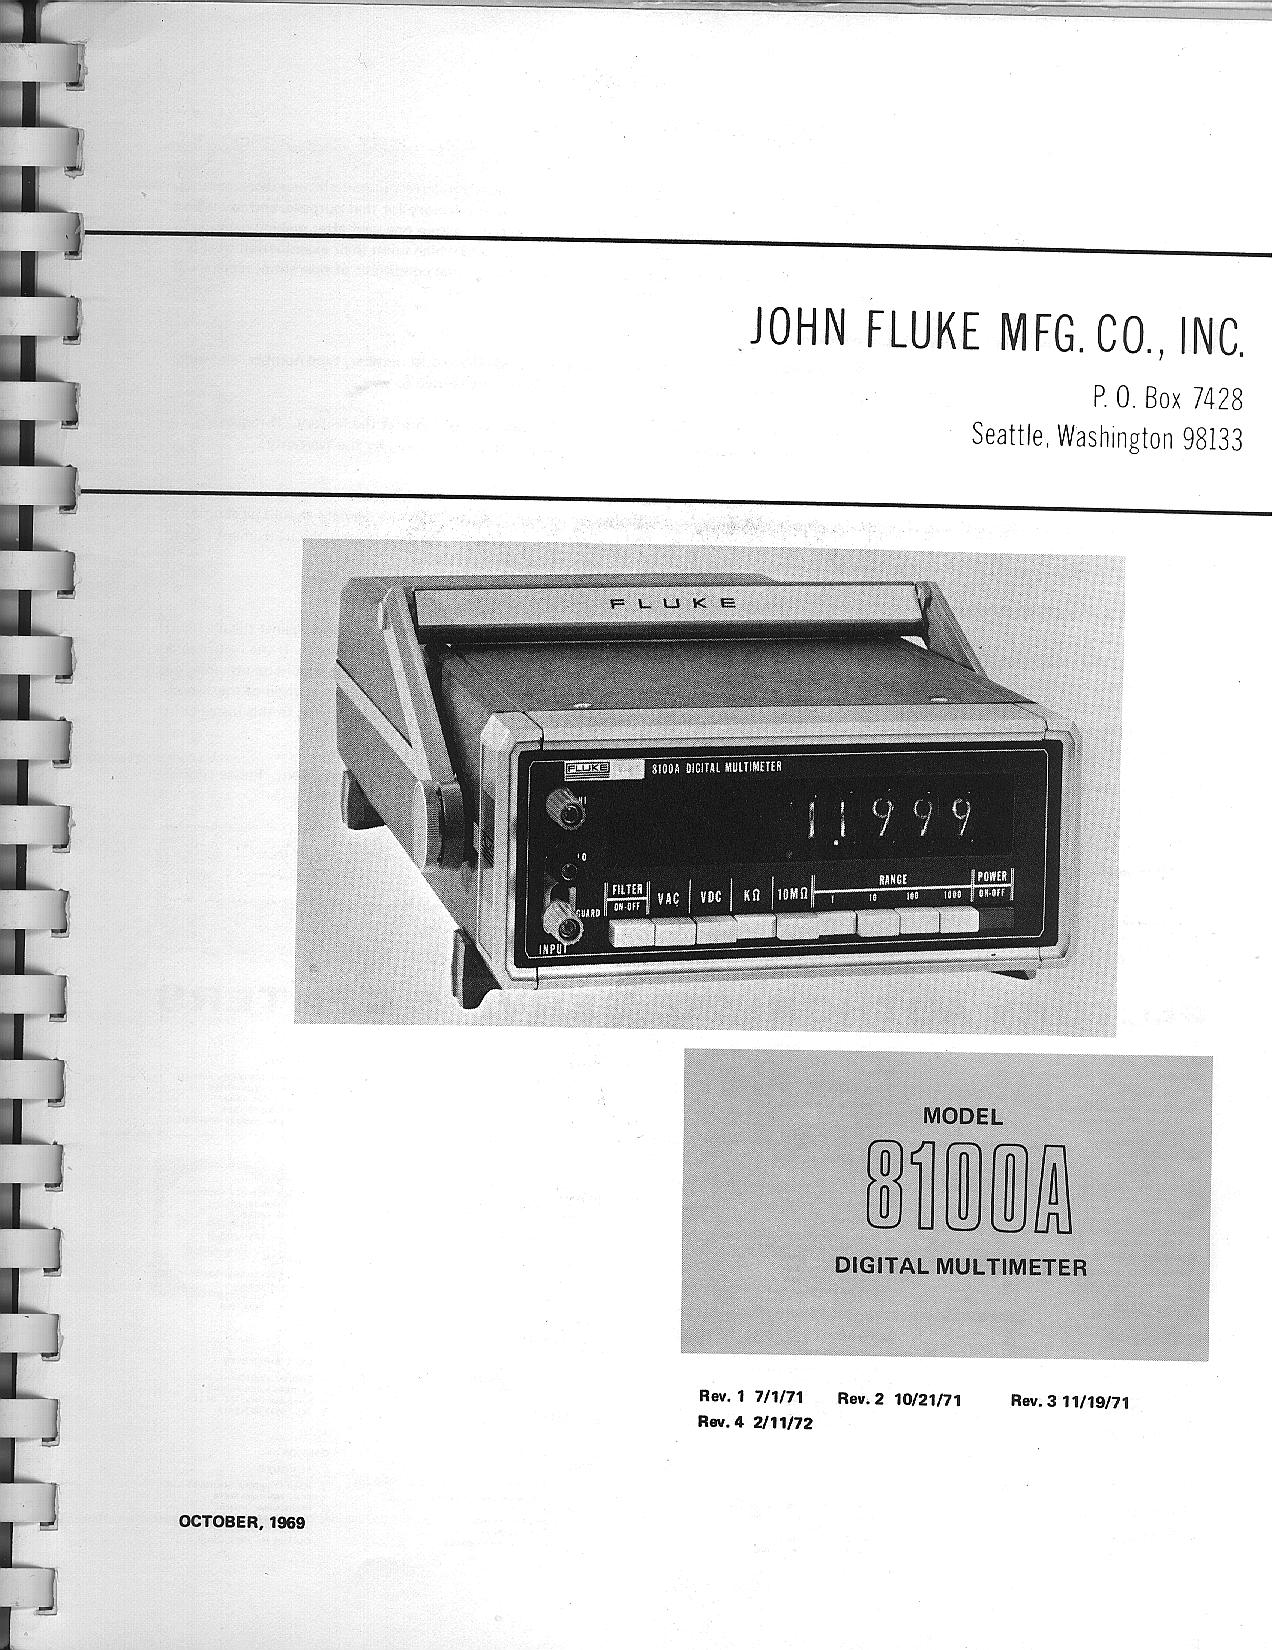 JOHN FLUKE MFG. CO., INC.
P. O. Box 7428
Seattle, Washington 98133
FLUKE
FLUKE 8100A DIGITAL MULTIMETER
HI
11.999
LO
GUARD
INPUT
FILTER
ON-OFF
VAC
VDC
KΩ
10MΩ
RANGE
1 10 100 1000
POWER
ON-OFF
MODEL
8100A
DIGITAL MULTIMETER
Rev. 1 7/1/71 Rev. 2 10/21/71 Rev. 3 11/19/71
Rev. 4 2/11/72
OCTOBER, 1969